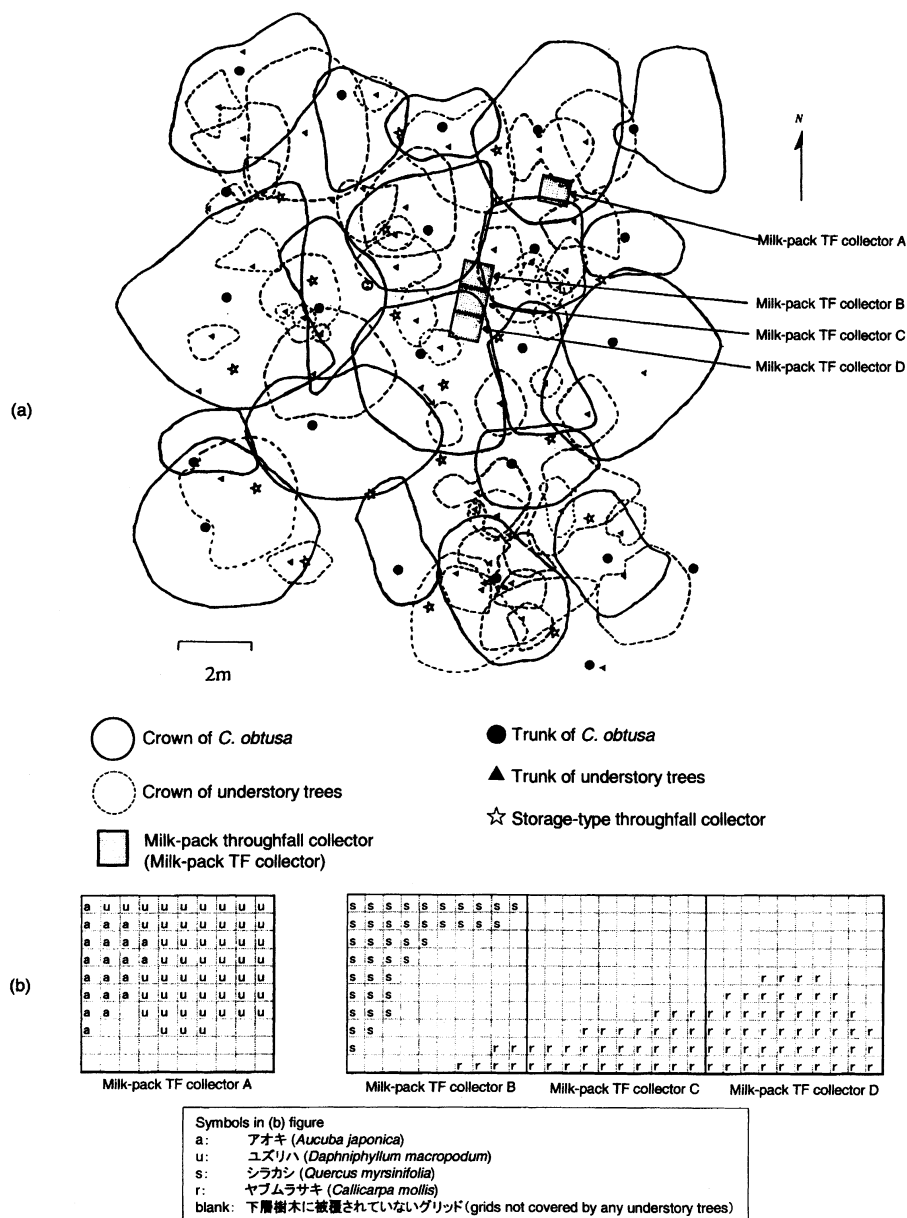 N
Milk-pack TF collector A
Milk-pack TF collector B
Milk-pack TF collector C
Milk-pack TF collector D
(a)
2m
Crown of C. obtusa
Crown of understory trees
Milk-pack throughfall collector
(Milk-pack TF collector)
Trunk of C. obtusa
Trunk of understory trees
Storage-type throughfall collector
(b)
a u u u u u u u u u
a a u u u u u u u u
a a a a u u u u u u
a a a a u u u u u u
a a a u u u u u u u
a a a u u u u u u u
a a u u u u u u u
a u u u
Milk-pack TF collector A
s s s s s s s s s s
s s s s s s s s s
s s s s s
s s s s
s s s r r r r
s s s r r r r r r r
s s s r r r r r r r r r r r r
s s r r r r r r r r r r r r r r r r r
s r r r r r r r r r r r r r r r r r r r r r r
r r r r r r r r r r r r r r r r r r r r r r r r
Milk-pack TF collector B
Milk-pack TF collector C
Milk-pack TF collector D
Symbols in (b) figure
a: アオキ (Aucuba japonica)
u: ユズリハ (Daphniphyllum macropodum)
s: シラカシ (Quercus myrsinifolia)
r: ヤブムラサキ (Callicarpa mollis)
blank: 下層樹木に被覆されていないグリッド (grids not covered by any understory trees)